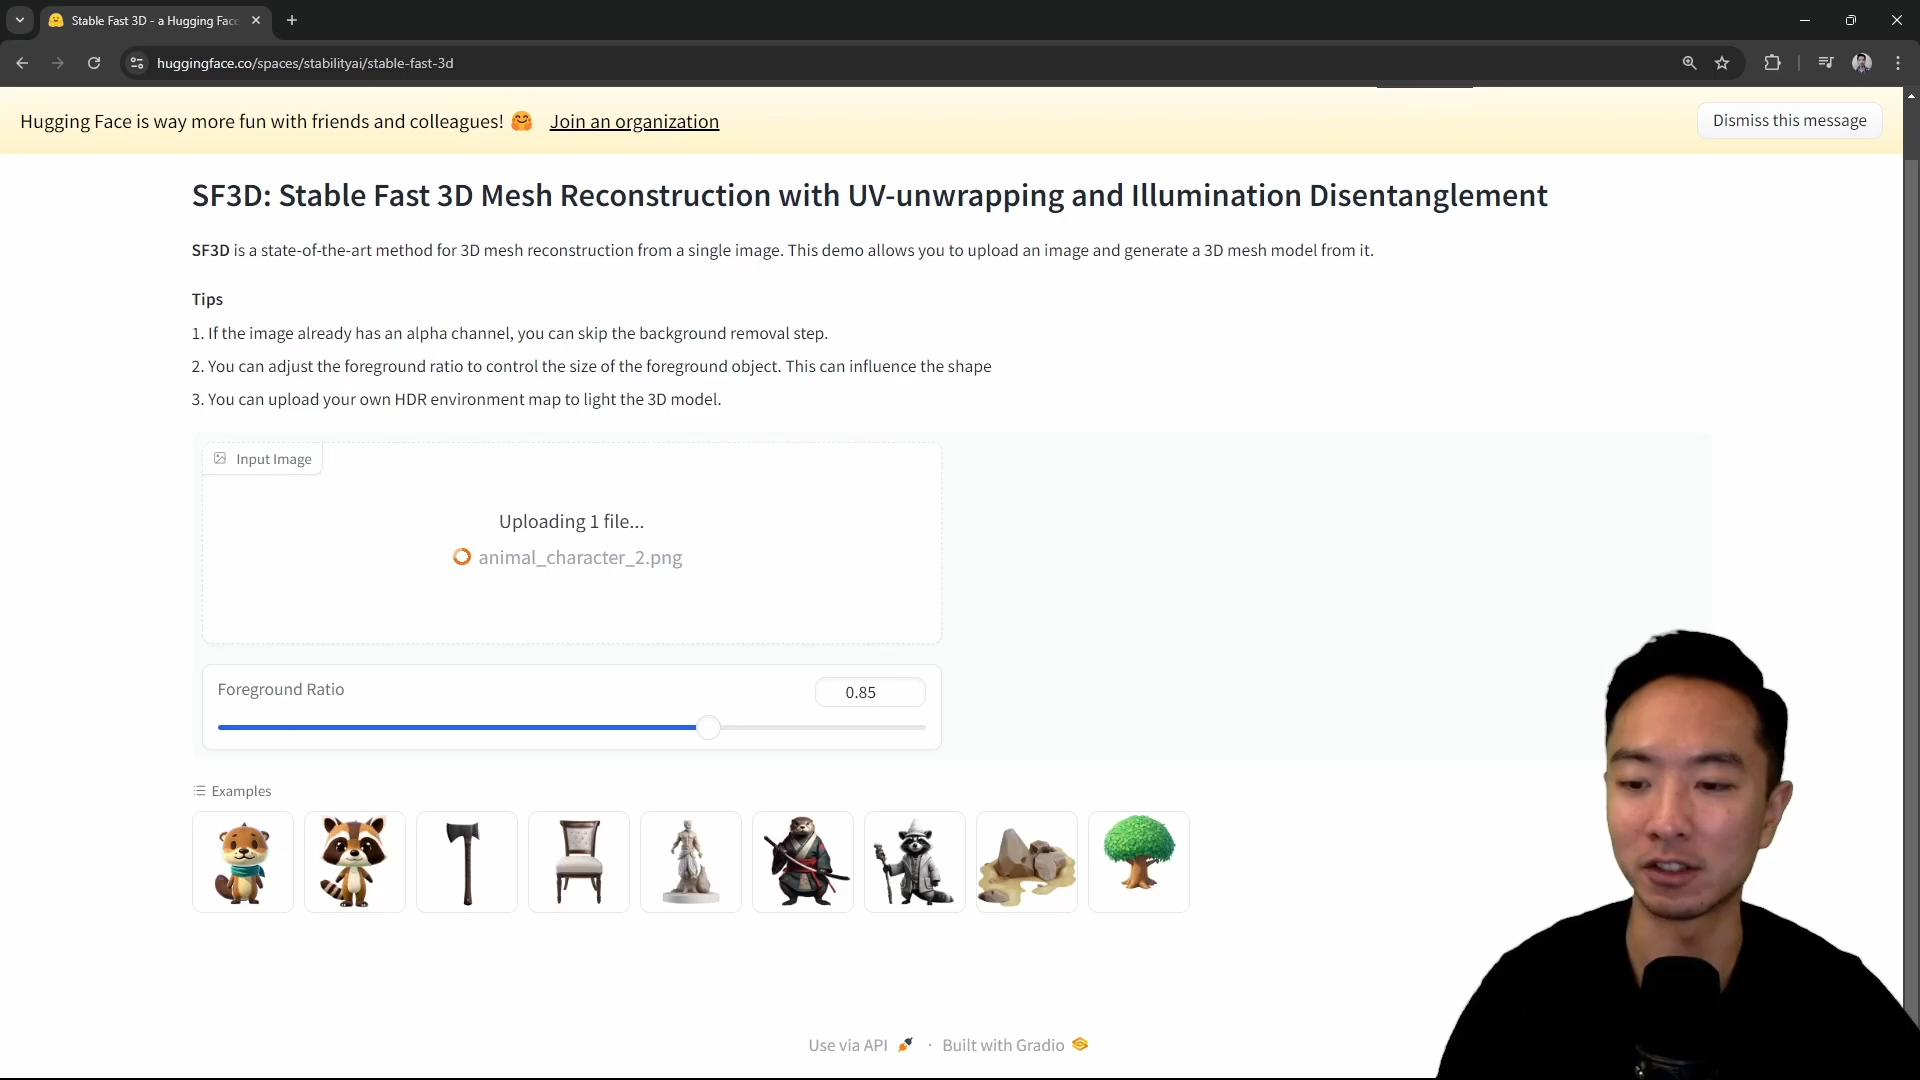 Stable Fast 3D - a Hugging Face
huggingface.co/spaces/stabilityai/stable-fast-3d
Hugging Face is way more fun with friends and colleagues! 🤗 Join an organization
Dismiss this message
SF3D: Stable Fast 3D Mesh Reconstruction with UV-unwrapping and Illumination Disentanglement
SF3D is a state-of-the-art method for 3D mesh reconstruction from a single image. This demo allows you to upload an image and generate a 3D mesh model from it.
Tips
1. If the image already has an alpha channel, you can skip the background removal step.
2. You can adjust the foreground ratio to control the size of the foreground object. This can influence the shape
3. You can upload your own HDR environment map to light the 3D model.
Input Image
Uploading 1 file...
animal_character_2.png
Foreground Ratio
0.85
Examples
Use via API 🚀 · Built with Gradio